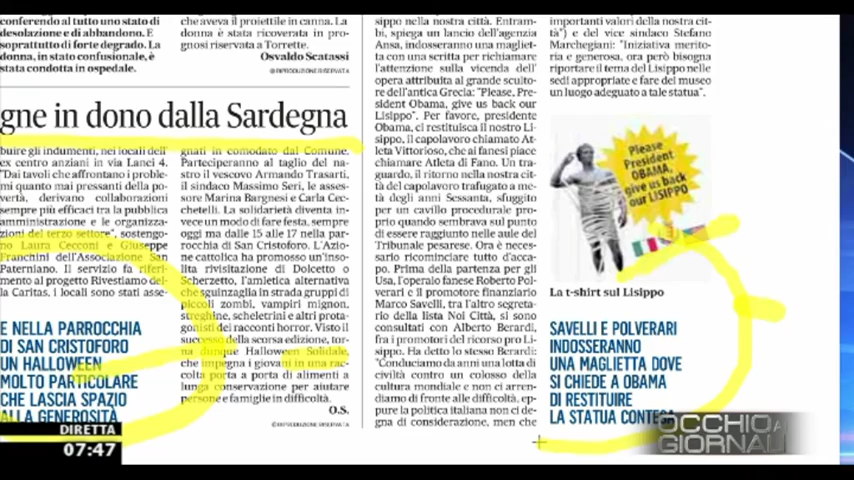 conferendo al tutto uno stato di
desolazione e di abbandono. E
soprattutto di forte degrado. La
donna, in stato confusionale, è
stata condotta in ospedale.
che aveva il proiettile in canna. La
donna è stata ricoverata in pro-
gnosi riservata a Torrette.
Osvaldo Scatassi
©RIPRODUZIONE RISERVATA
gne in dono dalla Sardegna
buire gli indumenti, nei locali dell'
ex centro anziani in via Lanci 4.
"Dai tavoli che affrontano i proble-
mi quanto mai pressanti della po-
vertà, derivano collaborazioni
sempre più efficaci tra la pubblica
amministrazione e le organizza-
zioni del terzo settore", sostengo-
no Laura Cecconi e Giuseppe
Franchini dell'Associazione San
Paterniano. Il servizio fa riferi-
mento al progetto Rivestiamo del-
la Caritas, i locali sono stati asse-
E NELLA PARROCCHIA
DI SAN CRISTOFORO
UN HALLOWEEN
MOLTO PARTICOLARE
CHE LASCIA SPAZIO
ALLA GENEROSITÀ
gnati in comodato dal Comune.
Parteciperanno al taglio del na-
stro il vescovo Armando Trasarti,
il sindaco Massimo Seri, le asses-
sore Marina Bargnesi e Carla Cec-
chetelli. La solidarietà diventa in-
vece un modo di fare festa, sempre
oggi ma dalle 15 alle 17 nella par-
rocchia di San Cristoforo. L'Azio-
ne cattolica ha promosso un'inso-
lita rivisitazione di Dolcetto o
Scherzetto, l'amletica alternativa
che sguinzaglia in strada gruppi di
piccoli zombi, vampiri mignon,
streghine, scheletrini e altri prota-
gonisti dei racconti horror. Visto il
successo della scorsa edizione, tor-
na dunque Halloween Solidale,
che impegna i giovani in una rac-
colta porta a porta di alimenti a
lunga conservazione per aiutare
persone e famiglie in difficoltà.
O.S.
©RIPRODUZIONE RISERVATA
sippo nella nostra città. Entram-
bi, spiega un lancio dell'agenzia
Ansa, indosseranno una magliet-
ta con una scritta per richiamare
l'attenzione sulla vicenda dell'
opera attribuita al grande sculto-
re dell'antica Grecia: "Please, Pre-
sident Obama, give us back our
Lisippo". Per favore, presidente
Obama, ci restituisca il nostro Li-
sippo, il capolavoro chiamato At-
leta Vittorioso, che ai fanesi piace
chiamare Atleta di Fano. Un tra-
guardo, il ritorno nella nostra cit-
tà del capolavoro trafugato a me-
tà degli anni Sessanta, sfuggito
per un cavillo procedurale pro-
prio quando sembrava sul punto
di essere raggiunto nelle aule del
Tribunale pesarese. Ora è neces-
sario ricominciare tutto d'acca-
po. Prima della partenza per gli
Usa, l'operaio fanese Roberto Pol-
verari e il promotore finanziario
Marco Savelli, tra l'altro segreta-
rio della lista Noi Città, si sono
consultati con Alberto Berardi,
fra i promotori del ricorso pro Li-
sippo. Ha detto lo stesso Berardi:
"Conduciamo da anni una lotta di
civiltà contro un colosso della
cultura mondiale e non ci arren-
diamo di fronte alle difficoltà, ep-
pure la politica italiana non ci de-
gna di considerazione, men che
importanti valori della nostra cit-
tà") e del vice sindaco Stefano
Marchegiani: "Iniziativa merito-
ria e generosa, ora però bisogna
riportare il tema del Lisippo nelle
sedi appropriate e fare del museo
un luogo adeguato a tale statua".
Please
President
OBAMA,
give us back
our LISIPPO
La t-shirt sul Lisippo
SAVELLI E POLVERARI
INDOSSERANNO
UNA MAGLIETTA DOVE
SI CHIEDE A OBAMA
DI RESTITUIRE
LA STATUA CONTESA
DIRETTA
07:47
OCCHIO AI
GIORNALI